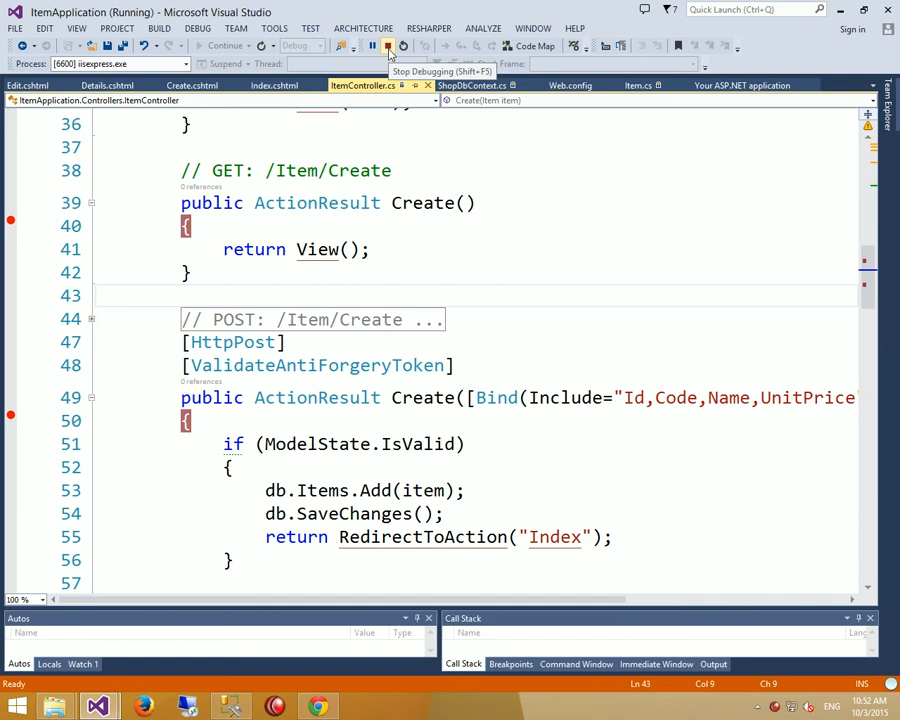 ItemApplication (Running) - Microsoft Visual Studio
7
Quick Launch (Ctrl+Q)
FILE EDIT VIEW PROJECT BUILD DEBUG TEAM TOOLS TEST ARCHITECTURE RESHARPER ANALYZE WINDOW HELP
Sign in
Continue
Debug
Code Map
Process: [6600] iisexpress.exe
Suspend
Thread:
Frame:
Stop Debugging (Shift+F5)
Edit.cshtml Details.cshtml Create.cshtml Index.cshtml ItemController.cs ShopDbContext.cs Web.config Item.cs Your ASP.NET application
ItemApplication.Controllers.ItemController
Create(Item item)
Team Explorer
36 }
37
38 // GET: /Item/Create
0 references
39 public ActionResult Create()
40 {
41 return View();
42 }
43
44 // POST: /Item/Create ...
47 [HttpPost]
48 [ValidateAntiForgeryToken]
0 references
49 public ActionResult Create([Bind(Include="Id,Code,Name,UnitPrice"
50 {
51 if (ModelState.IsValid)
52 {
53 db.Items.Add(item);
54 db.SaveChanges();
55 return RedirectToAction("Index");
56 }
57
100 %
Autos
Name Value Type
Autos Locals Watch 1
Call Stack
Name Lang
Call Stack Breakpoints Command Window Immediate Window Output
Ready
Ln 43 Col 9 Ch 9 INS
ENG
10:52 AM
10/3/2015